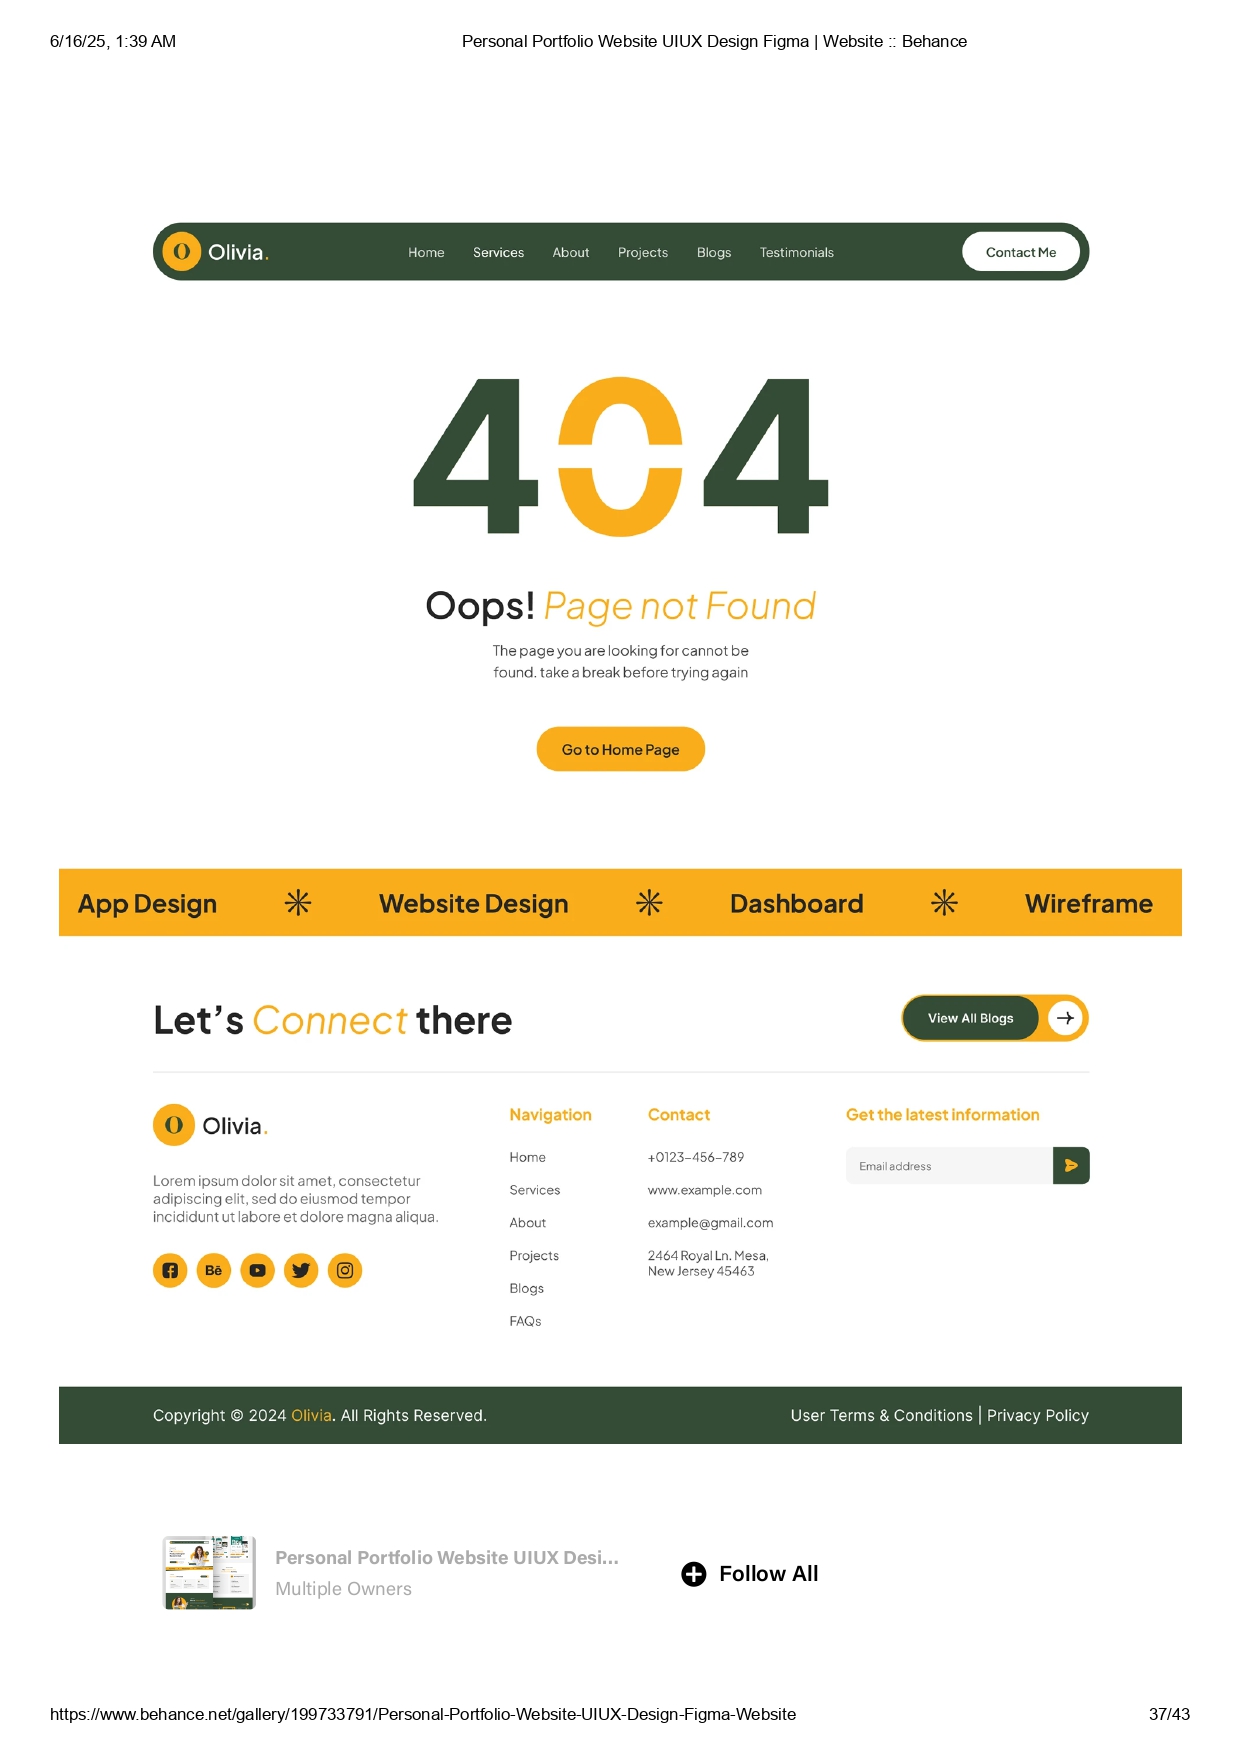 6/16/25, 1:39 AM
Personal Portfolio Website UIUX Design Figma | Website :: Behance
O Olivia.
Home Services About Projects Blogs Testimonials
Contact Me
404
Oops! Page not Found
The page you are looking for cannot be
found. take a break before trying again
Go to Home Page
App Design Website Design Dashboard Wireframe
Let's Connect there
View All Blogs
O Olivia.
Lorem ipsum dolor sit amet, consectetur
adipiscing elit, sed do eiusmod tempor
incididunt ut labore et dolore magna aliqua.
Bē
Navigation
Home
Services
About
Projects
Blogs
FAQs
Contact
+0123-456-789
www.example.com
example@gmail.com
2464 Royal Ln. Mesa,
New Jersey 45463
Get the latest information
Email address
Copyright © 2024 Olivia. All Rights Reserved.
User Terms & Conditions | Privacy Policy
Personal Portfolio Website UIUX Desi...
Multiple Owners
Follow All
https://www.behance.net/gallery/199733791/Personal-Portfolio-Website-UIUX-Design-Figma-Website
37/43